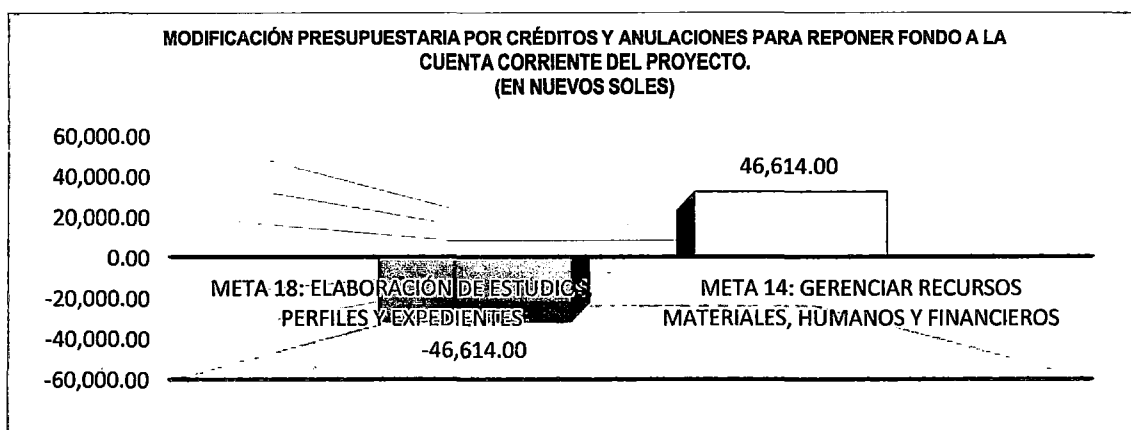 MODIFICACIÓN PRESUPUESTARIA POR CRÉDITOS Y ANULACIONES PARA REPONER FONDO A LA
CUENTA CORRIENTE DEL PROYECTO.
(EN NUEVOS SOLES)
60,000.00
40,000.00
20,000.00
0.00
-20,000.00
-40,000.00
-60,000.00
46,614.00
META 18: ELABORACIÓN DE ESTUDIOS
PERFILES Y EXPEDIENTES
-46,614.00
META 14: GERENCIAR RECURSOS
MATERIALES, HUMANOS Y FINANCIEROS